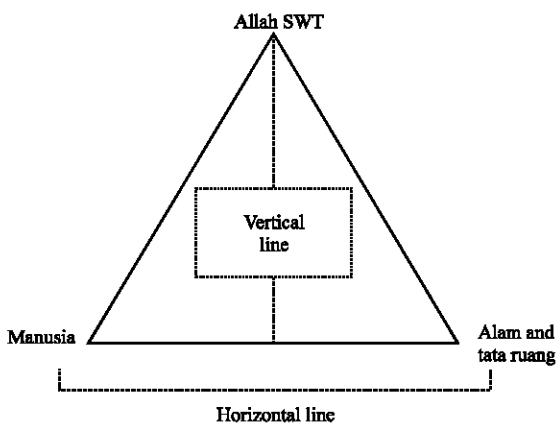 Allah SWT
Vertical
line
Manusia
Alam and
tata ruang
Horizontal line